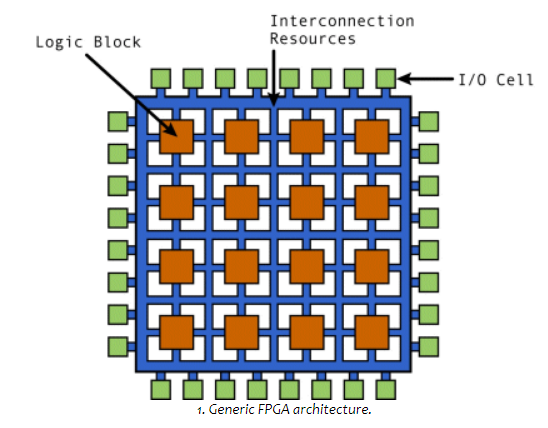 Interconnection
Resources
Logic Block
I/O Cell
1. Generic FPGA architecture.